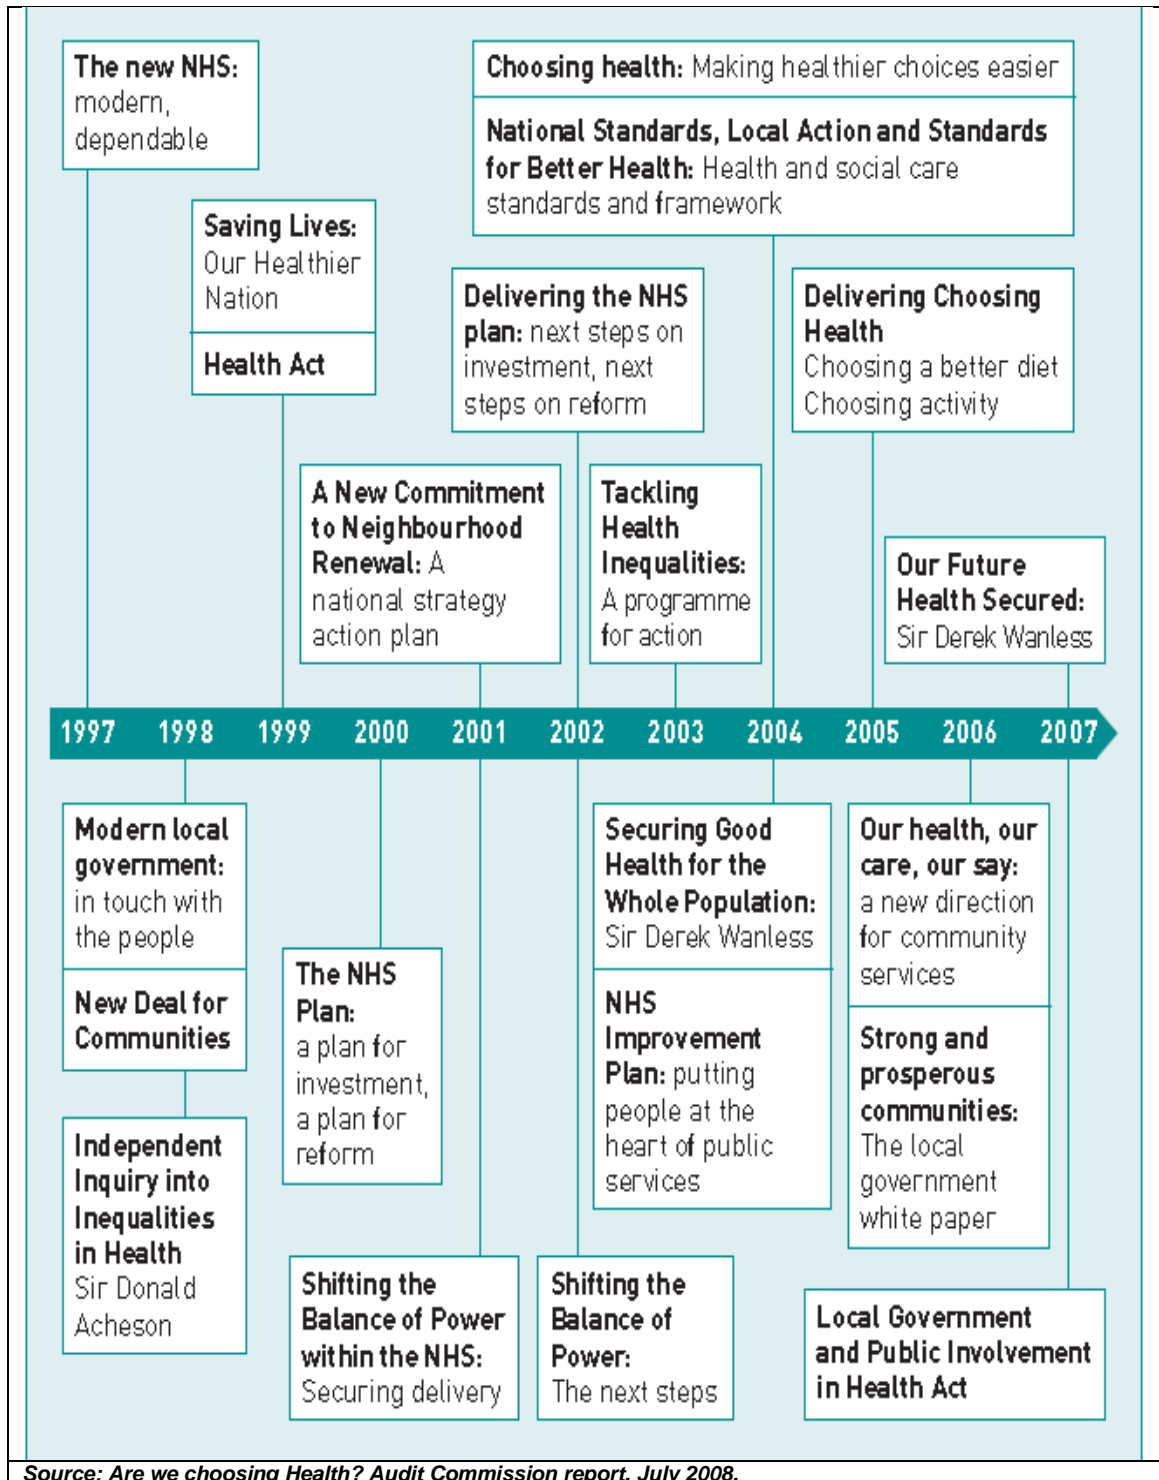 The new NHS:
modern,
dependable
Choosing health: Making healthier choices easier
National Standards, Local Action and Standards
for Better Health: Health and social care
standards and framework
Saving Lives:
Our Healthier
Nation
Health Act
Delivering the NHS
plan: next steps on
investment, next
steps on reform
Delivering Choosing
Health
Choosing a better diet
Choosing activity
A New Commitment
to Neighbourhood
Renewal: A
national strategy
action plan
Tackling
Health
Inequalities:
A programme
for action
Our Future
Health Secured:
Sir Derek Wanless
1997 1998 1999 2000 2001 2002 2003 2004 2005 2006 2007
Modern local
government:
in touch with
the people
New Deal for
Communities
Independent
Inquiry into
Inequalities
in Health
Sir Donald
Acheson
The NHS
Plan:
a plan for
investment,
a plan for
reform
Shifting the
Balance of Power
within the NHS:
Securing delivery
Shifting the
Balance of
Power:
The next steps
Securing Good
Health for the
Whole Population:
Sir Derek Wanless
NHS
Improvement
Plan: putting
people at the
heart of public
services
Our health, our
care, our say:
a new direction
for community
services
Strong and
prosperous
communities:
The local
government
white paper
Local Government
and Public Involvement
in Health Act
Source: Are we choosing Health? Audit Commission report, July 2008.